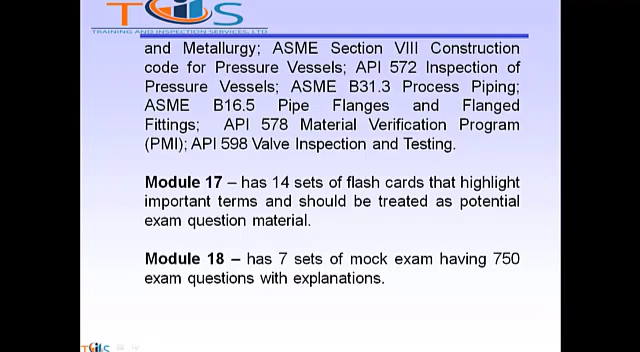 TIIS
TRAINING AND INSPECTION SERVICES, LTD
and Metallurgy; ASME Section VIII Construction
code for Pressure Vessels; API 572 Inspection of
Pressure Vessels; ASME B31.3 Process Piping;
ASME B16.5 Pipe Flanges and Flanged
Fittings; API 578 Material Verification Program
(PMI); API 598 Valve Inspection and Testing.
Module 17 – has 14 sets of flash cards that highlight
important terms and should be treated as potential
exam question material.
Module 18 – has 7 sets of mock exam having 750
exam questions with explanations.
TIIS